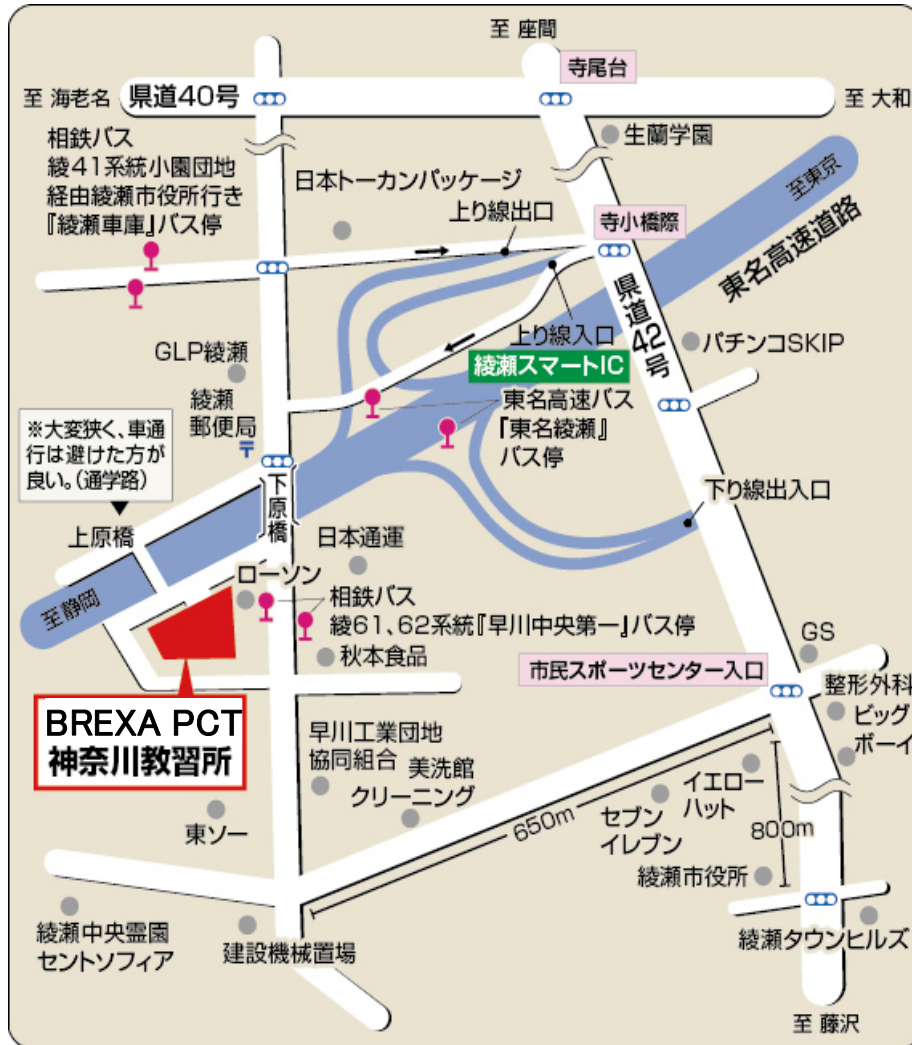 至 座間
寺尾台
至 海老名
県道40号
至 大和
相鉄バス
綾41系統小園団地
経由綾瀬市役所行き
『綾瀬車庫』バス停
生蘭学園
至東京
東名高速道路
日本トーカンパッケージ
上り線出口
寺小橋際
県道42号
上り線入口
綾瀬スマートIC
パチンコSKIP
GLP綾瀬
綾瀬
郵便局
〒
東名高速バス
『東名綾瀬』
バス停
※大変狭く、車通
行は避けた方が
良い。(通学路)
上原橋
下原橋
下り線出入口
日本通運
至静岡
ローソン
相鉄バス
綾61、62系統『早川中央第一』バス停
秋本食品
GS
市民スポーツセンター入口
整形外科
ビッグ
ボーイ
BREXA PCT
神奈川教習所
早川工業団地
協同組合
美洗館
クリーニング
東ソー
650m
イエロー
ハット
セブン
イレブン
800m
綾瀬市役所
綾瀬中央霊園
セントソフィア
建設機械置場
綾瀬タウンヒルズ
至 藤沢